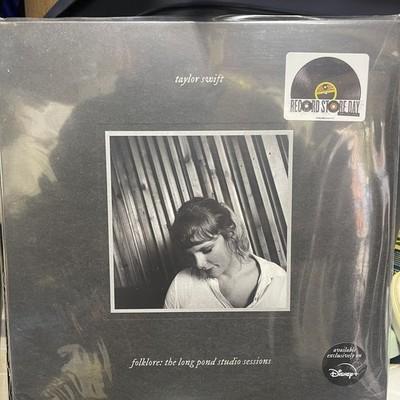 taylor swift
RECORD STORE DAY
folklore: the long pond studio sessions
available
exclusively on
Disney+